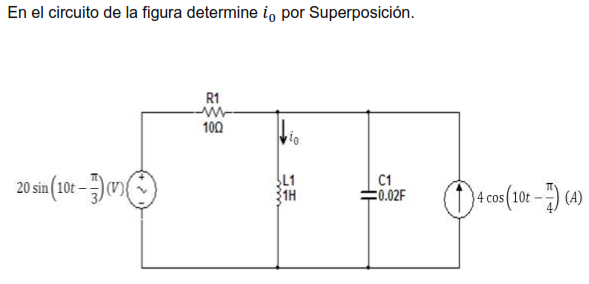 En el circuito de la figura determine i₀ por Superposición.
R1
10Ω
i₀
20 sin(10t − π/3)(V)
L1
1H
C1
0.02F
4 cos(10t − π/4) (A)